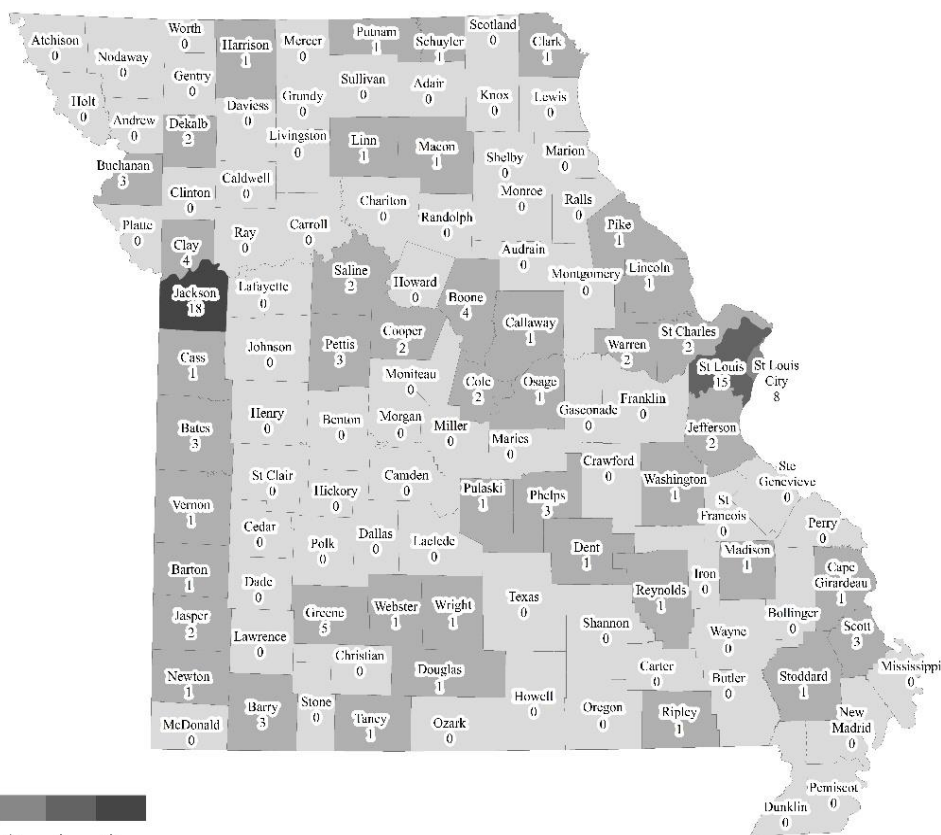 Atchison
0
Nodaway
0
Worth
0
Harrison
1
Mercer
0
Putnam
1
Schuyler
1
Scotland
0
Clark
1
Gentry
0
Sullivan
0
Adair
0
Knox
0
Lewis
0
Holt
0
Andrew
0
Dekalb
2
Daviess
0
Grundy
0
Livingston
0
Linn
1
Macon
1
Shelby
0
Marion
0
Buchanan
3
Clinton
0
Caldwell
0
Chariton
0
Randolph
0
Monroe
0
Ralls
0
Platte
0
Clay
4
Ray
0
Carroll
0
Audrain
0
Pike
1
Jackson
18
Lafayette
0
Saline
2
Howard
0
Boone
4
Callaway
1
Montgomery
0
Lincoln
1
Cass
1
Johnson
0
Pettis
3
Cooper
2
Moniteau
0
Cole
2
Osage
1
Warren
2
St Charles
2
St Louis
15
St Louis
City
8
Bates
3
Henry
0
Benton
0
Morgan
0
Miller
0
Maries
0
Gasconade
0
Franklin
0
Jefferson
2
Vernon
1
St Clair
0
Hickory
0
Camden
0
Pulaski
1
Phelps
3
Crawford
0
Washington
1
Ste
Genevieve
0
St
Francois
0
Perry
0
Barton
1
Cedar
0
Polk
0
Dallas
0
Laclede
0
Dent
1
Iron
0
Madison
1
Cape
Girardeau
1
Jasper
2
Dade
0
Greene
5
Webster
1
Wright
1
Texas
0
Reynolds
1
Bollinger
0
Shannon
0
Wayne
0
Scott
3
Lawrence
0
Christian
0
Douglas
1
Carter
0
Butler
0
Stoddard
1
Mississippi
0
Newton
1
McDonald
0
Barry
3
Stone
0
Taney
1
Ozark
0
Howell
0
Oregon
0
Ripley
1
New
Madrid
0
Dunklin
0
Pemiscot
0